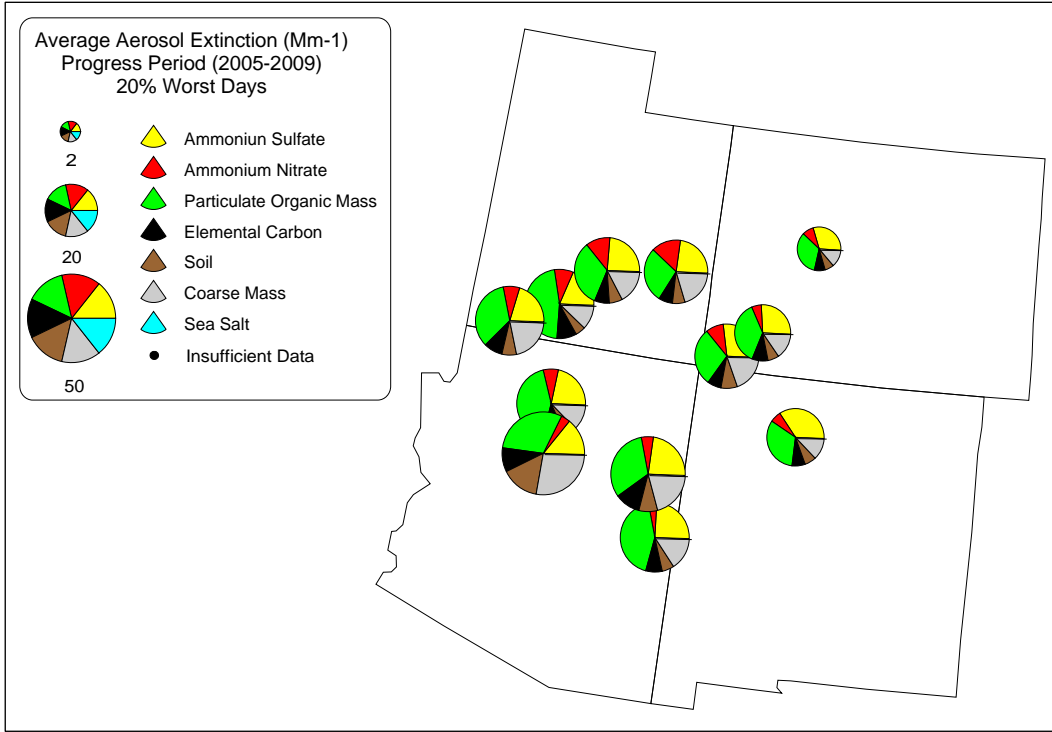 Average Aerosol Extinction (Mm-1)
Progress Period (2005-2009)
20% Worst Days
2
20
50
Ammoniun Sulfate
Ammonium Nitrate
Particulate Organic Mass
Elemental Carbon
Soil
Coarse Mass
Sea Salt
Insufficient Data